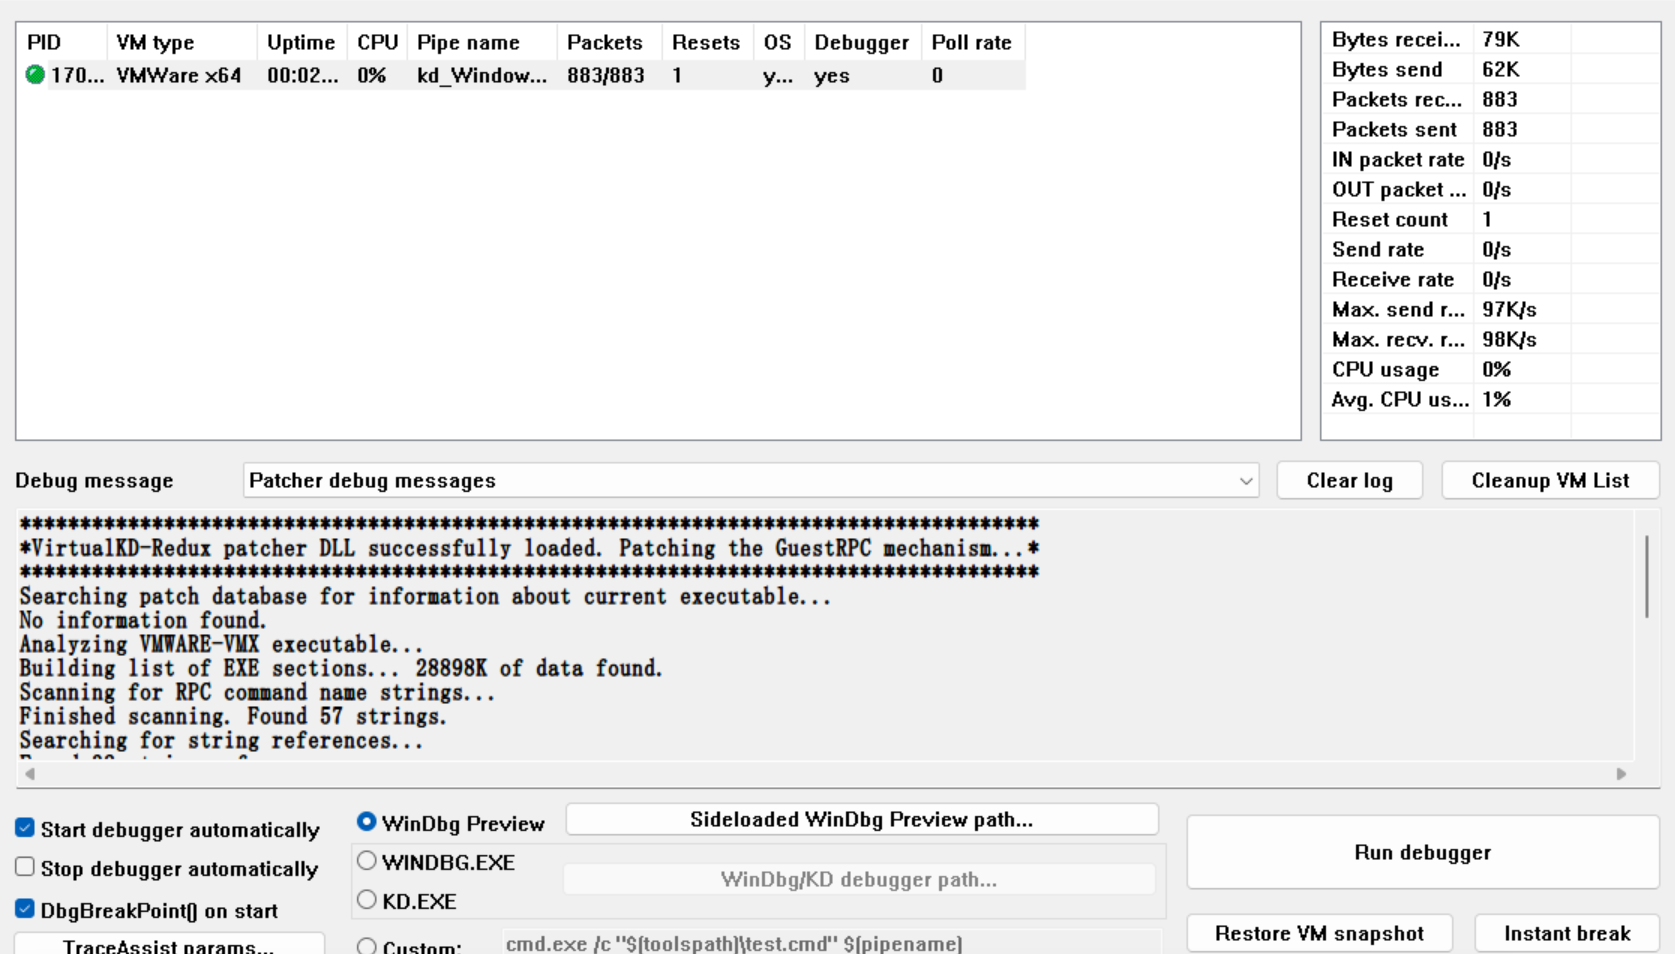 PID VM type Uptime CPU Pipe name Packets Resets OS Debugger Poll rate
170... VMWare x64 00:02... 0% kd_Window... 883/883 1 y... yes 0
Bytes recei... 79K
Bytes send 62K
Packets rec... 883
Packets sent 883
IN packet rate 0/s
OUT packet ... 0/s
Reset count 1
Send rate 0/s
Receive rate 0/s
Max. send r... 97K/s
Max. recv. r... 98K/s
CPU usage 0%
Avg. CPU us... 1%
Debug message Patcher debug messages Clear log Cleanup VM List
*************************************************************************************
*VirtualKD-Redux patcher DLL successfully loaded. Patching the GuestRPC mechanism...*
*************************************************************************************
Searching patch database for information about current executable...
No information found.
Analyzing VMWARE-VMX executable...
Building list of EXE sections... 28898K of data found.
Scanning for RPC command name strings...
Finished scanning. Found 57 strings.
Searching for string references...
Start debugger automatically
Stop debugger automatically
DbgBreakPoint() on start
TraceAssist params...
WinDbg Preview Sideloaded WinDbg Preview path...
WINDBG.EXE
WinDbg/KD debugger path...
KD.EXE
Custom: cmd.exe /c "$(toolspath)\test.cmd" $(pipename)
Run debugger
Restore VM snapshot Instant break